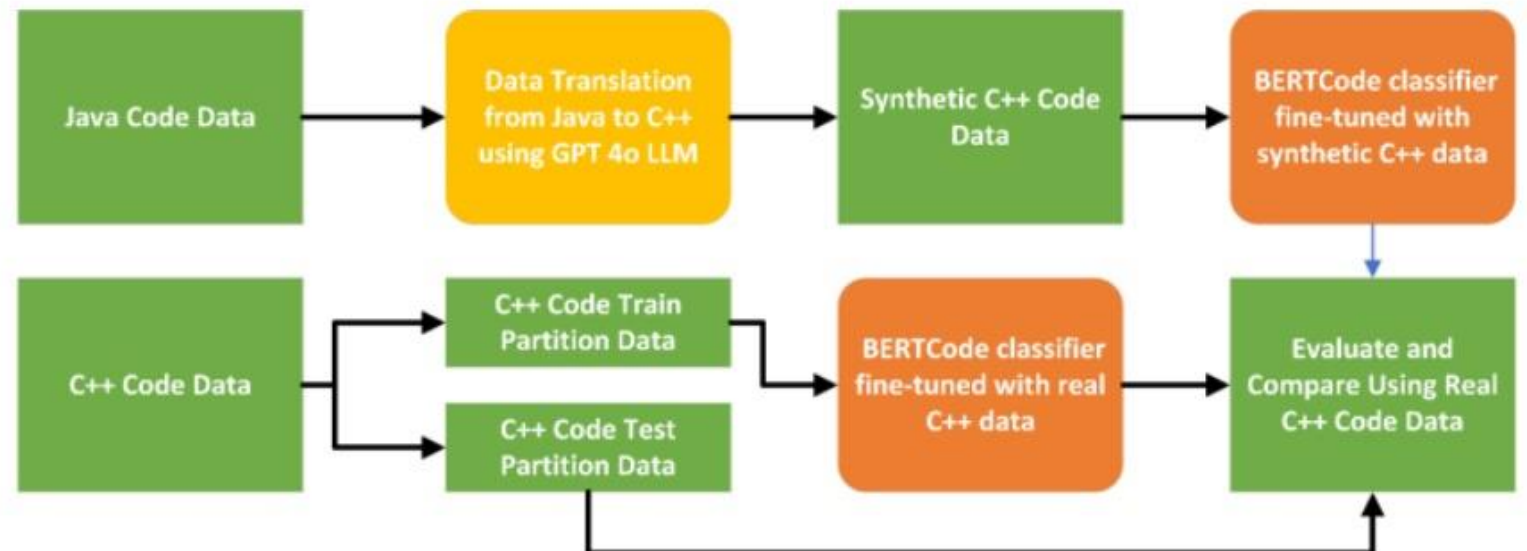 Java Code Data
Data Translation
from Java to C++
using GPT 4o LLM
Synthetic C++ Code
Data
BERTCode classifier
fine-tuned with
synthetic C++ data
C++ Code Data
C++ Code Train
Partition Data
C++ Code Test
Partition Data
BERTCode classifier
fine-tuned with real
C++ data
Evaluate and
Compare Using Real
C++ Code Data